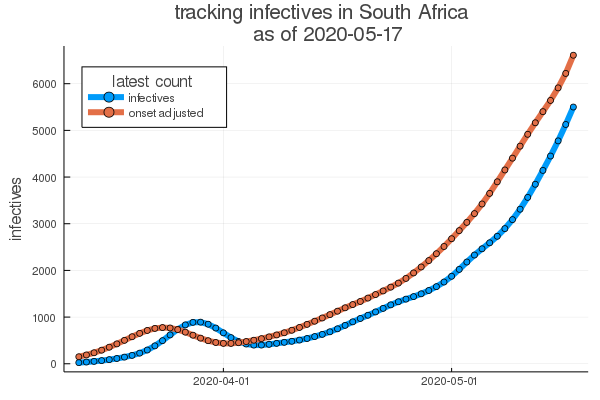 tracking infectives in South Africa
as of 2020-05-17
latest count
infectives
onset adjusted
infectives
6000
5000
4000
3000
2000
1000
0
2020-04-01
2020-05-01